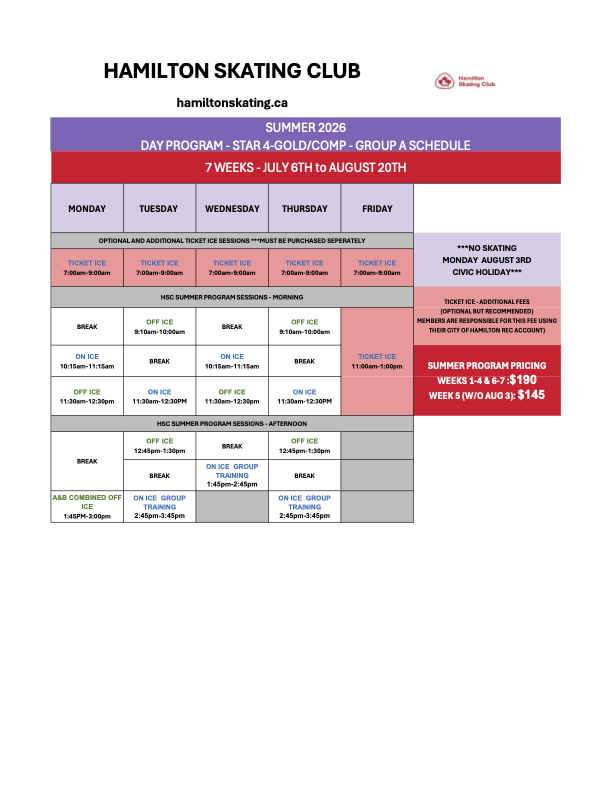 HAMILTON SKATING CLUB
Hamilton
Skating Club
hamiltonskating.ca
SUMMER 2026
DAY PROGRAM - STAR 4-GOLD/COMP - GROUP A SCHEDULE
7 WEEKS - JULY 6TH to AUGUST 20TH
MONDAY TUESDAY WEDNESDAY THURSDAY FRIDAY
OPTIONAL AND ADDITIONAL TICKET ICE SESSIONS ***MUST BE PURCHASED SEPERATELY
***NO SKATING
MONDAY AUGUST 3RD
CIVIC HOLIDAY***
TICKET ICE TICKET ICE TICKET ICE TICKET ICE TICKET ICE
7:00am-9:00am 7:00am-9:00am 7:00am-9:00am 7:00am-9:00am 7:00am-9:00am
HSC SUMMER PROGRAM SESSIONS - MORNING
TICKET ICE - ADDITIONAL FEES
(OPTIONAL BUT RECOMMENDED)
MEMBERS ARE RESPONSIBLE FOR THIS FEE USING
THEIR CITY OF HAMILTON REC ACCOUNT)
BREAK OFF ICE BREAK OFF ICE
9:10am-10:00am 9:10am-10:00am
ON ICE BREAK ON ICE BREAK TICKET ICE
10:15am-11:15am 10:15am-11:15am 11:00am-1:00pm
SUMMER PROGRAM PRICING
WEEKS 1-4 & 6-7 :$190
WEEK 5 (W/O AUG 3): $145
OFF ICE ON ICE OFF ICE ON ICE
11:30am-12:30pm 11:30am-12:30PM 11:30am-12:30pm 11:30am-12:30PM
HSC SUMMER PROGRAM SESSIONS - AFTERNOON
BREAK OFF ICE BREAK OFF ICE
12:45pm-1:30pm 12:45pm-1:30pm
BREAK ON ICE GROUP BREAK
TRAINING
1:45pm-2:45pm
A&B COMBINED OFF ON ICE GROUP ON ICE GROUP
ICE TRAINING TRAINING
1:45PM-3:00pm 2:45pm-3:45pm 2:45pm-3:45pm